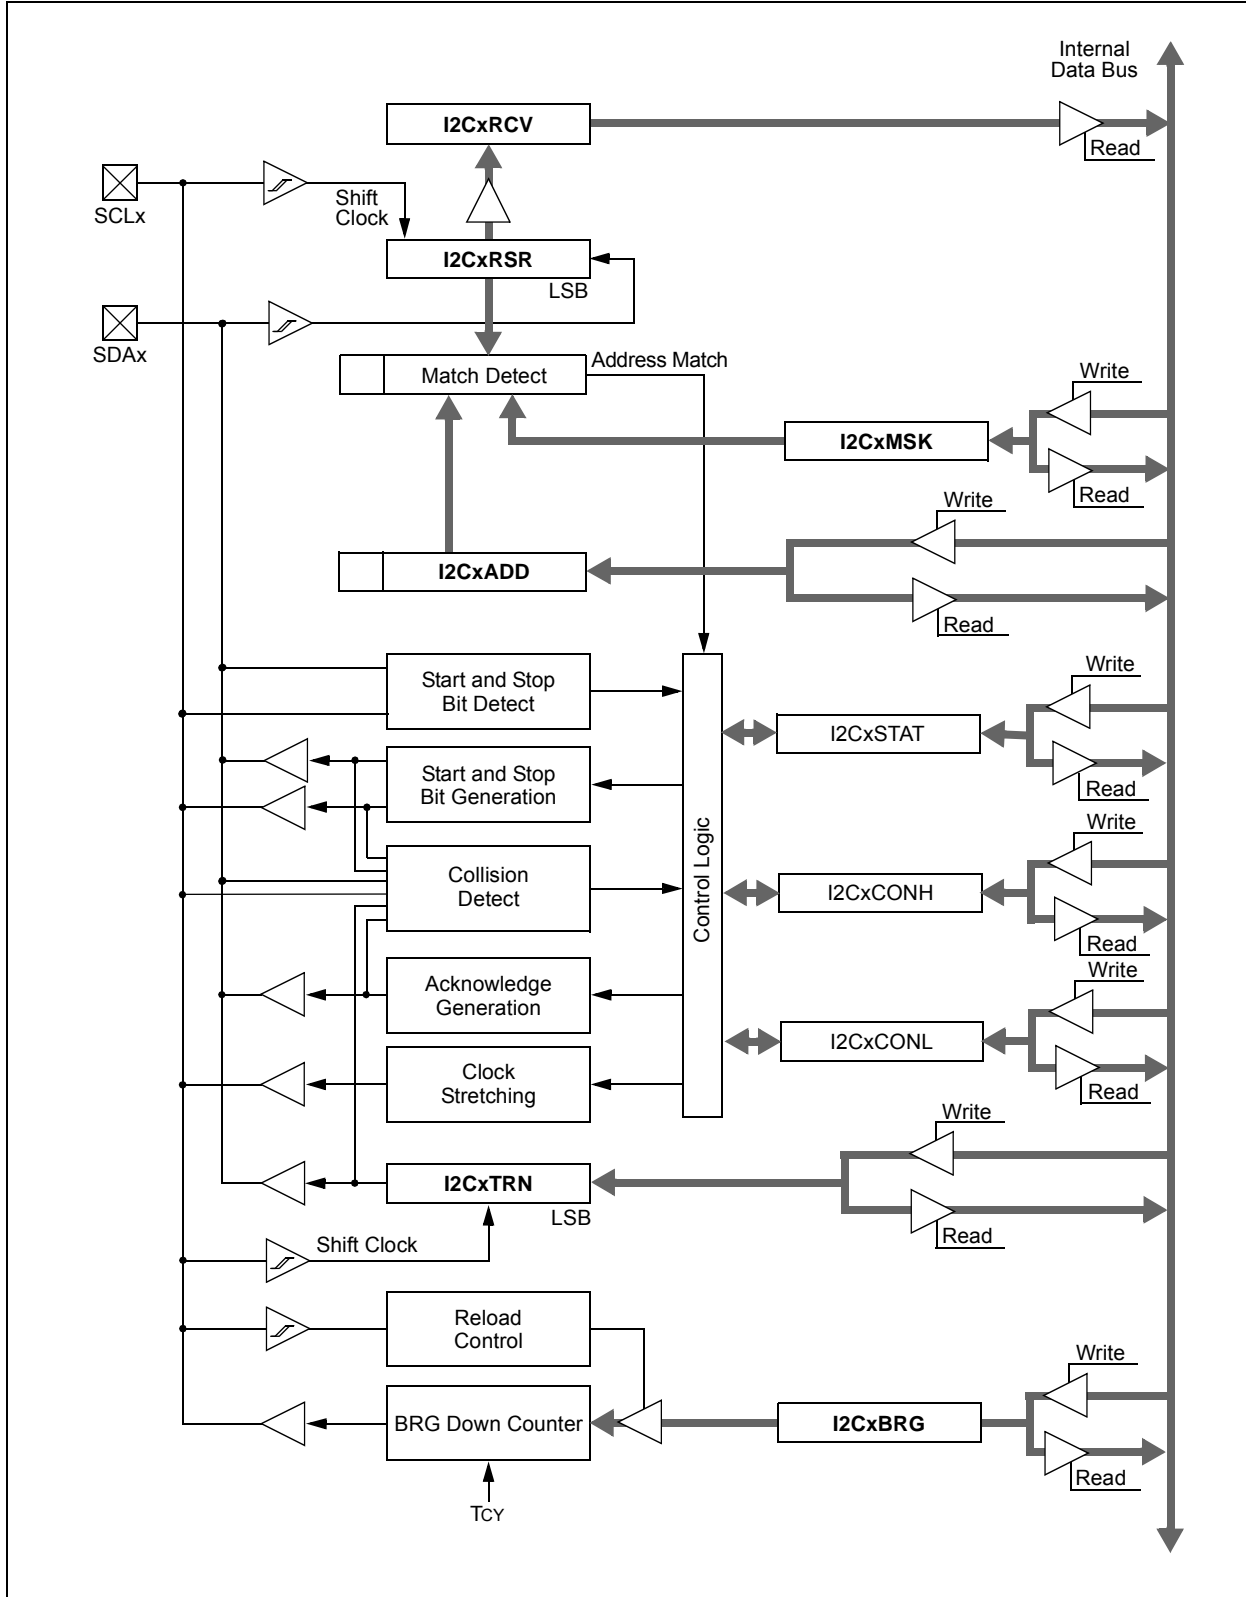 Internal
Data Bus
I2CxRCV
Read
SCLx
Shift
Clock
I2CxRSR
LSB
SDAx
Match Detect
Address Match
Write
I2CxMSK
Read
Write
I2CxADD
Read
Start and Stop
Bit Detect
Write
I2CxSTAT
Read
Start and Stop
Bit Generation
Control Logic
Write
Collision
Detect
I2CxCONH
Read
Write
Acknowledge
Generation
I2CxCONL
Read
Clock
Stretching
Write
I2CxTRN
LSB
Read
Shift Clock
Reload
Control
Write
BRG Down Counter
I2CxBRG
Read
TCY